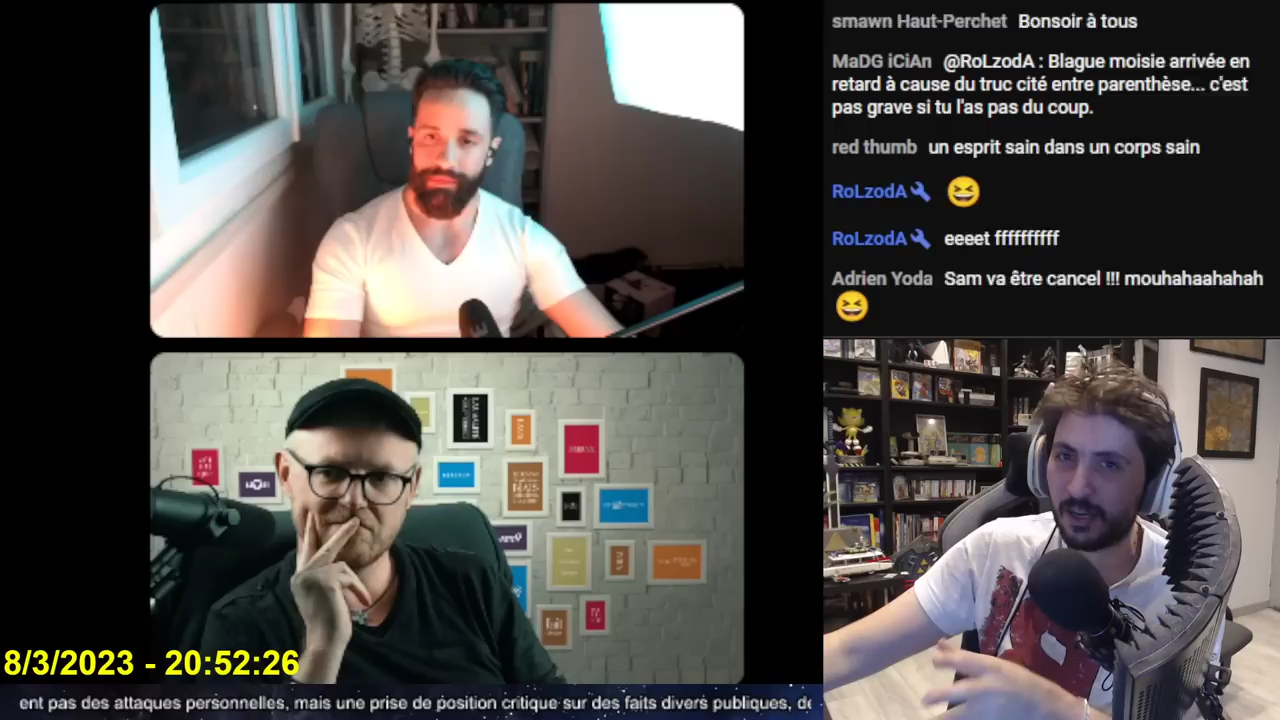 smawn Haut-Perchet Bonsoir à tous
MaDG iCiAn @RoLzodA : Blague moisie arrivée en
retard à cause du truc cité entre parenthèse... c'est
pas grave si tu l'as pas du coup.
red thumb un esprit sain dans un corps sain
RoLzodA
RoLzodA eeeet ffffffffff
Adrien Yoda Sam va être cancel !!! mouhahaahahah
8/3/2023 - 20:52:26
ent pas des attaques personnelles, mais une prise de position critique sur des faits divers publiques, de